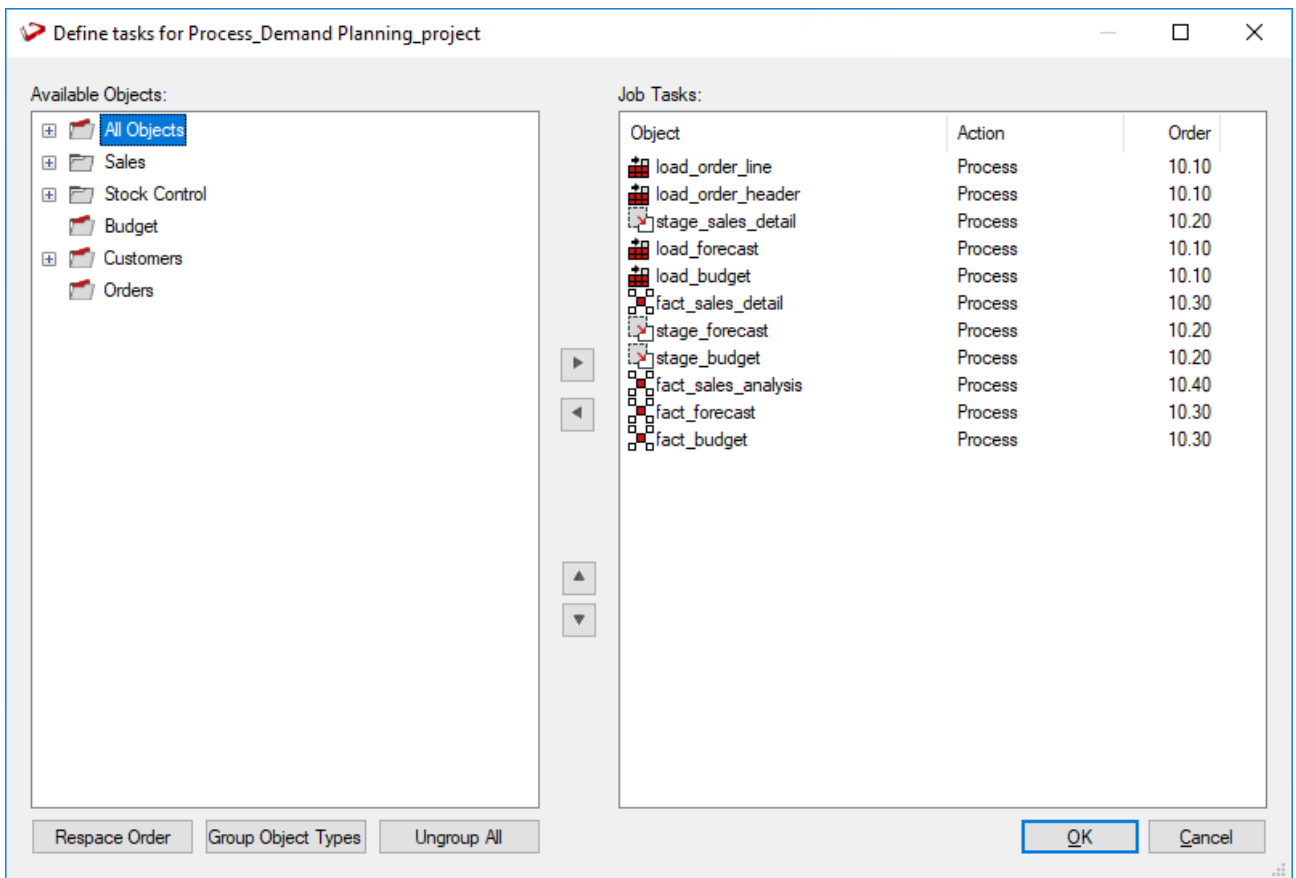 Define tasks for Process_Demand Planning_project
Available Objects:
All Objects
Sales
Stock Control
Budget
Customers
Orders
Job Tasks:
Object Action Order
load_order_line Process 10.10
load_order_header Process 10.10
stage_sales_detail Process 10.20
load_forecast Process 10.10
load_budget Process 10.10
fact_sales_detail Process 10.30
stage_forecast Process 10.20
stage_budget Process 10.20
fact_sales_analysis Process 10.40
fact_forecast Process 10.30
fact_budget Process 10.30
Respace Order Group Object Types Ungroup All OK Cancel